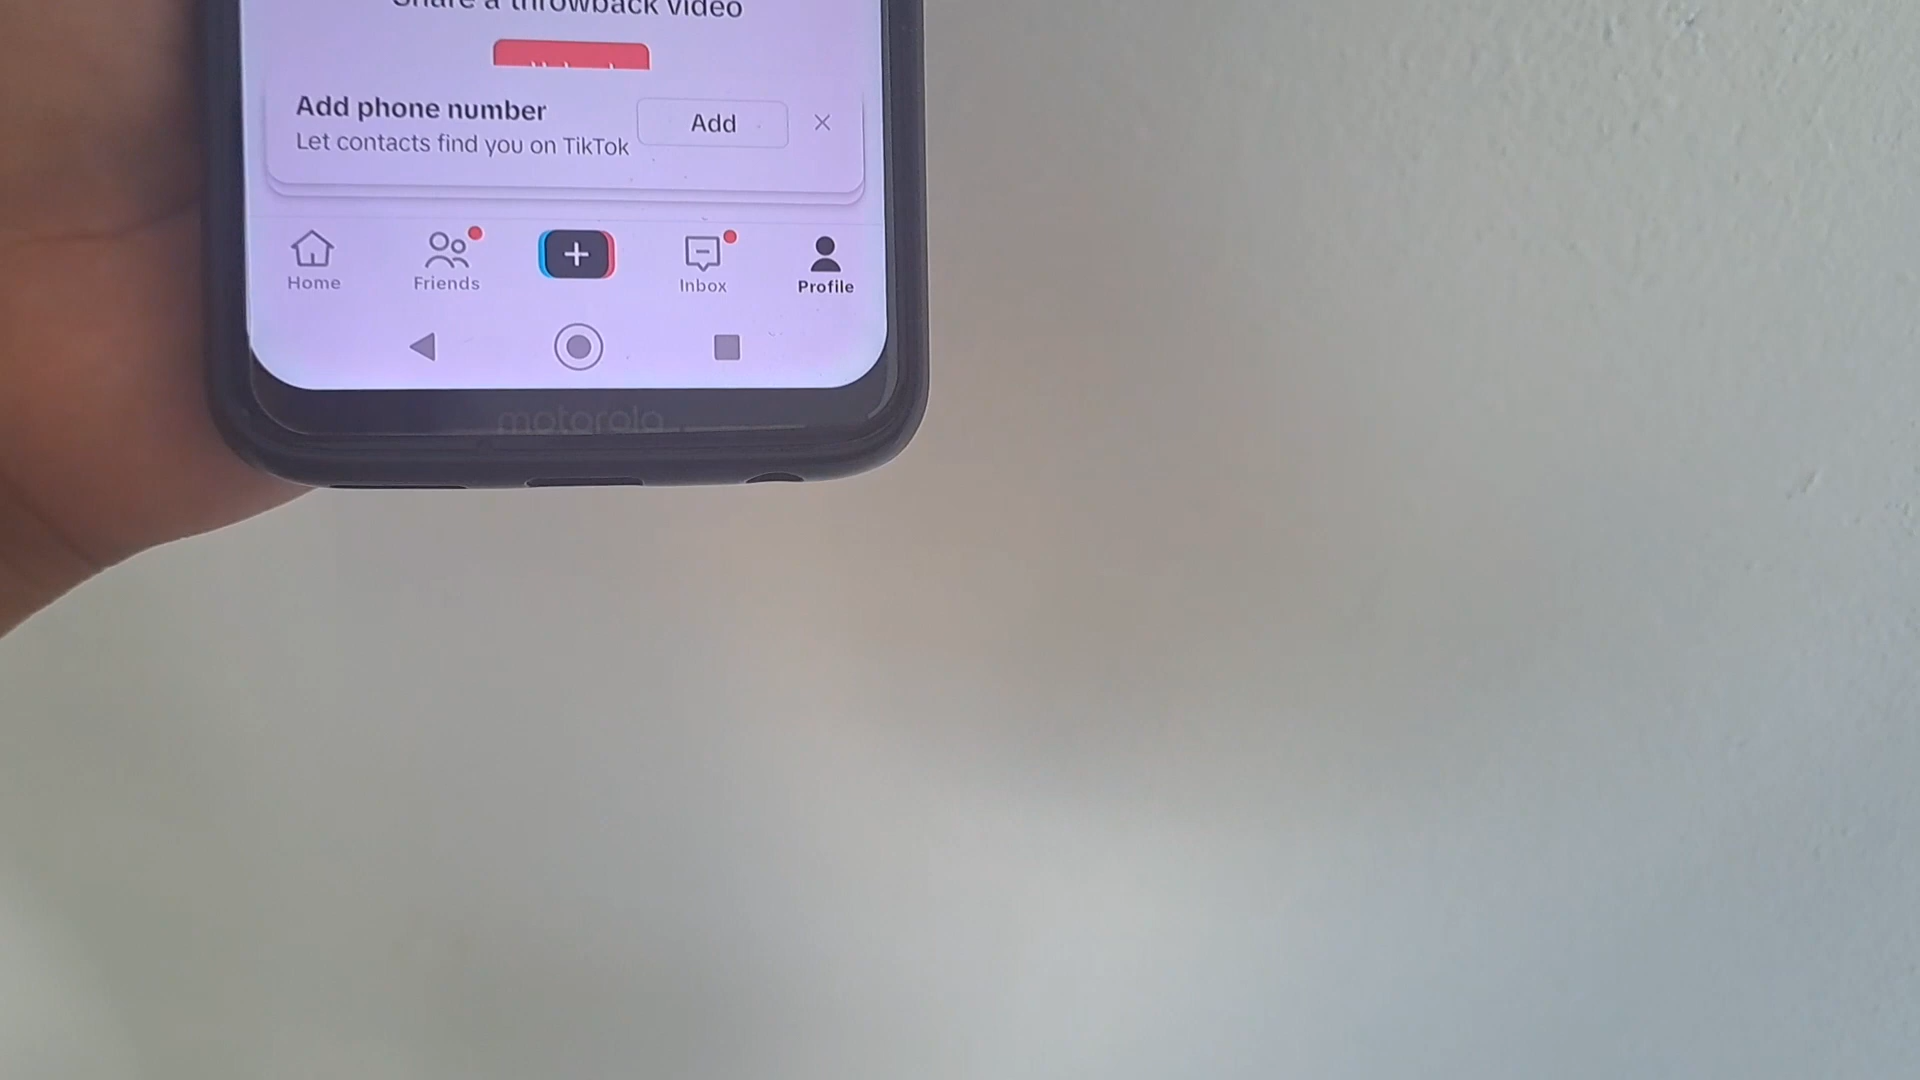 Share a throwback video
Add phone number
Let contacts find you on TikTok
Add
Home
Friends
Inbox
Profile
motorola